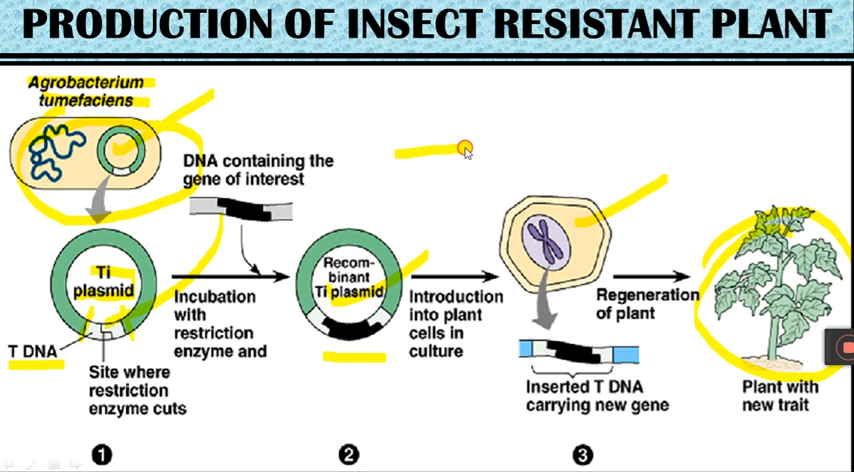 PRODUCTION OF INSECT RESISTANT PLANT
Agrobacterium
tumefaciens
DNA containing the
gene of interest
Ti
plasmid
T DNA
Site where
restriction
enzyme cuts
Incubation
with
restriction
enzyme and
Recom-
binant
Ti plasmid
Introduction
into plant
cells in
culture
Inserted T DNA
carrying new gene
Regeneration
of plant
Plant with
new trait
1
2
3